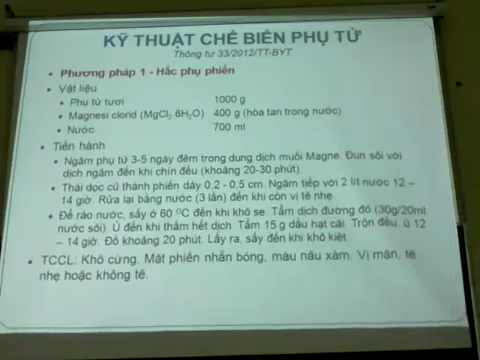 KỸ THUẬT CHẾ BIẾN PHỤ TỬ
Thông tư 33/2012/TT-BYT
• Phương pháp 1 - Hắc phụ phiến
• Vật liệu
• Phụ tử tươi 1000 g
• Magnesi clorid (MgCl2.6H2O) 400 g (hòa tan trong nước)
• Nước 700 ml
• Tiến hành
• Ngâm phụ tử 3-5 ngày đêm trong dung dịch muối Magne. Đun sôi với
dịch ngâm đến khi chín đều (khoảng 20-30 phút)
• Thái dọc củ thành phiến dày 0,2 - 0,5 cm. Ngâm tiếp với 2 lít nước 12 –
14 giờ. Rửa lại bằng nước (3 lần) đến khi còn vị tê nhẹ.
• Để ráo nước, sấy ở 60 ⁰C đến khi khô se. Tẩm dịch đường đỏ (30g/20ml
nước sôi). Ủ đến khi thấm hết dịch. Tẩm 15 g dầu hạt cải. Trộn đều, ủ 12
– 14 giờ. Đồ khoảng 20 phút. Lấy ra, sấy đến khi khô kiệt.
• TCCL: Khô cứng. Mặt phiến nhẵn bóng, màu nâu xám. Vị mặn, tê
nhẹ hoặc không tê.